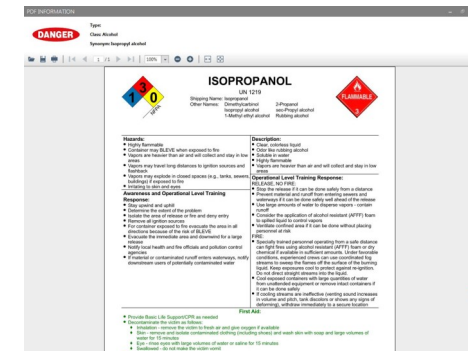 PDF INFORMATION
DANGER
Type:
Class Alcohol
Synonym Isopropyl alcohol
1 /1
100%
ISOPROPANOL
UN 1219
Shipping Name: Isopropanol
Other Names: Dimethylcarbinol 2-Propanol
Isopropyl alcohol sec-Propyl alcohol
1-Methyl ethyl alcohol Rubbing alcohol
3
1 0
FLAMMABLE
3
Hazards:
Highly flammable
Container may BLEVE when exposed to fire
Vapors are heavier than air and will collect and stay in low areas
Vapors may travel long distances to ignition sources and flashback
Vapors may explode in closed spaces (e.g., tanks, sewers, buildings) if exposed to fire
Irritating to skin and eyes
Awareness and Operational Level Training
Response:
Stay upwind and uphill
Determine the extent of the problem
Isolate the area of release or fire and deny entry
Remove all ignition sources
For container exposed to fire evacuate the area in all
directions because of the risk of BLEVE
Evacuate the immediate area and downwind for a large
release
Notify local health and fire officials and pollution control
agencies
If material or contaminated runoff enters waterways, notify
downstream users of potentially contaminated water
Description:
Clear, colorless liquid
Odor like rubbing alcohol
Soluble in water
Highly flammable
Vapors are heavier than air and will collect and stay in low
areas
Operational Level Training Response:
RELEASE, NO FIRE:
Stop the release if it can be done safely from a distance
Prevent material and runoff from entering sewers and
waterways if it can be done safely well ahead of the release
Use large amounts of water to disperse vapors - contain
runoff
Consider the application of alcohol resistant (AFFF) foam
to spilled liquid to control vapors
Ventilate confined area if it can be done without placing
personnel at risk
FIRE:
Specially trained personnel operating from a safe distance
can fight fires using alcohol resistant (AFFF) foam or dry
chemical if available in sufficient amounts. Under favorable
conditions, experienced crews can use coordinated fog
streams to sweep the flames off the surface of the burning
liquid. Keep exposures cool to protect against re-ignition.
Do not direct straight streams into the liquid.
Cool exposed containers with large quantities of water
from unattended equipment or remove intact containers if
it can be done safely
If cooling streams are ineffective (venting sound increases
in volume and pitch, tank discolors or shows any signs of
deforming), withdraw immediately to a secure location
First Aid:
Provide Basic Life Support/CPR as needed
Decontaminate the victim as follows:
Inhalation - remove the victim to fresh air and give oxygen if available
Skin - remove and isolate contaminated clothing (including shoes) and wash skin with soap and large volumes of
water for 15 minutes
Eye - rinse eyes with large volumes of water or saline for 15 minutes
Swallowed - do not make the victim vomit